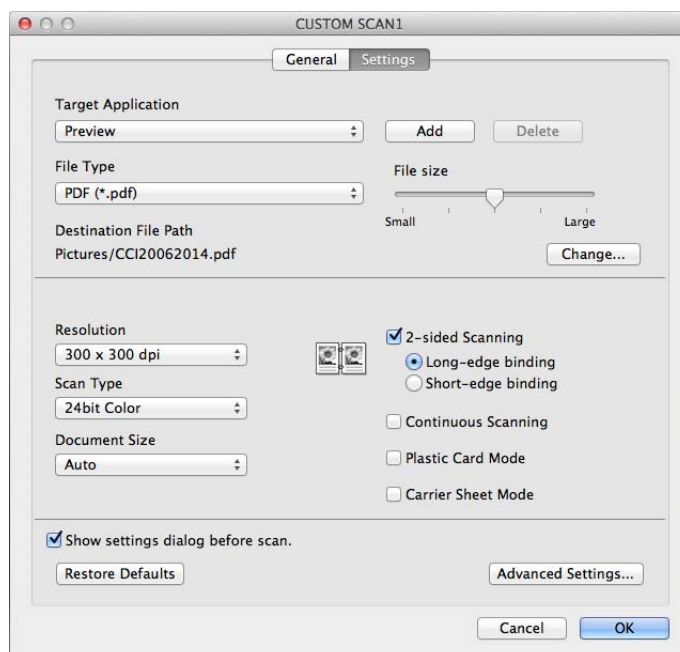 CUSTOM SCAN1
General Settings
Target Application
Preview Add Delete
File Type File size
PDF (*.pdf)
Small Large
Destination File Path
Pictures/CCI20062014.pdf Change...
Resolution 2-sided Scanning
300 x 300 dpi Long-edge binding
Scan Type Short-edge binding
24bit Color Continuous Scanning
Document Size
Auto Plastic Card Mode
Carrier Sheet Mode
Show settings dialog before scan.
Restore Defaults Advanced Settings...
Cancel OK